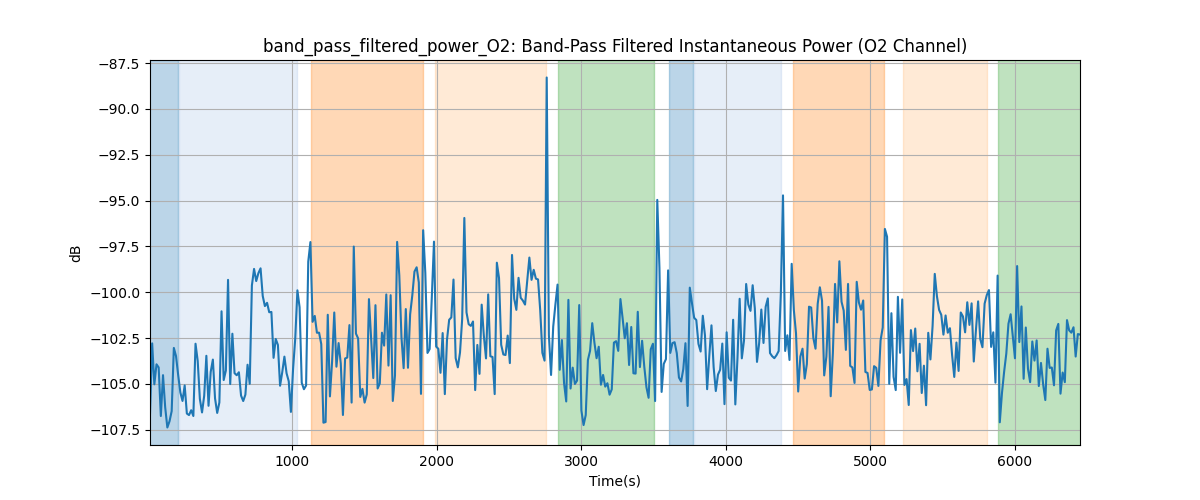 band_pass_filtered_power_O2: Band-Pass Filtered Instantaneous Power (O2 Channel)
dB
−87.5
−90.0
−92.5
−95.0
−97.5
−100.0
−102.5
−105.0
−107.5
1000 2000 3000 4000 5000 6000
Time(s)